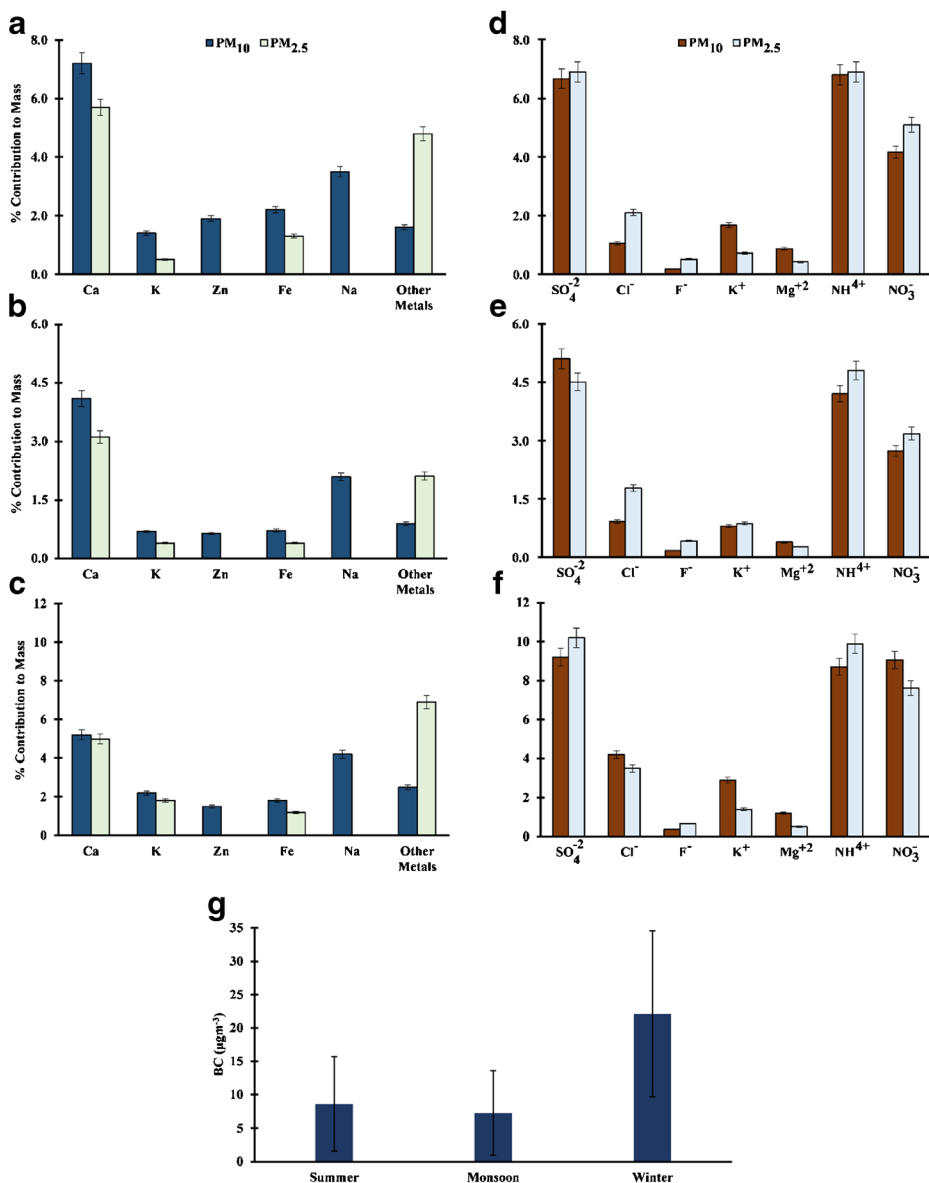 a
PM10 PM2.5
8.0
6.0
4.0
2.0
0.0
% Contribution to Mass
Ca K Zn Fe Na Other Metals
d
PM10 PM2.5
8.0
6.0
4.0
2.0
0.0
SO4-2 Cl- F- K+ Mg+2 NH4+ NO3-
b
6.0
4.5
3.0
1.5
0.0
% Contribution to Mass
Ca K Zn Fe Na Other Metals
e
6.0
4.5
3.0
1.5
0.0
SO4-2 Cl- F- K+ Mg+2 NH4+ NO3-
c
12
10
8
6
4
2
0
% Contribution to Mass
Ca K Zn Fe Na Other Metals
f
12
10
8
6
4
2
0
SO4-2 Cl- F- K+ Mg+2 NH4+ NO3-
g
35
30
25
20
15
10
5
0
BC (µgm-3)
Summer Monsoon Winter